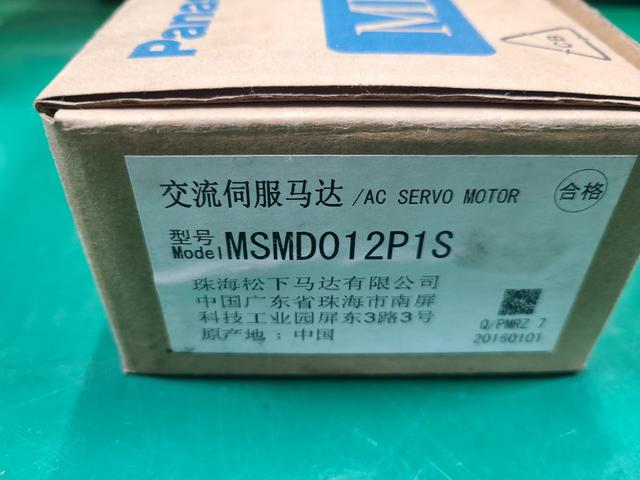 Pana
MI
交流伺服马达 /AC SERVO MOTOR
合格
型号
Model MSMD012P1S
珠海松下马达有限公司
中国广东省珠海市南屏
科技工业园屏东3路3号
原产地：中国
Q/PMRZ 7
20160101